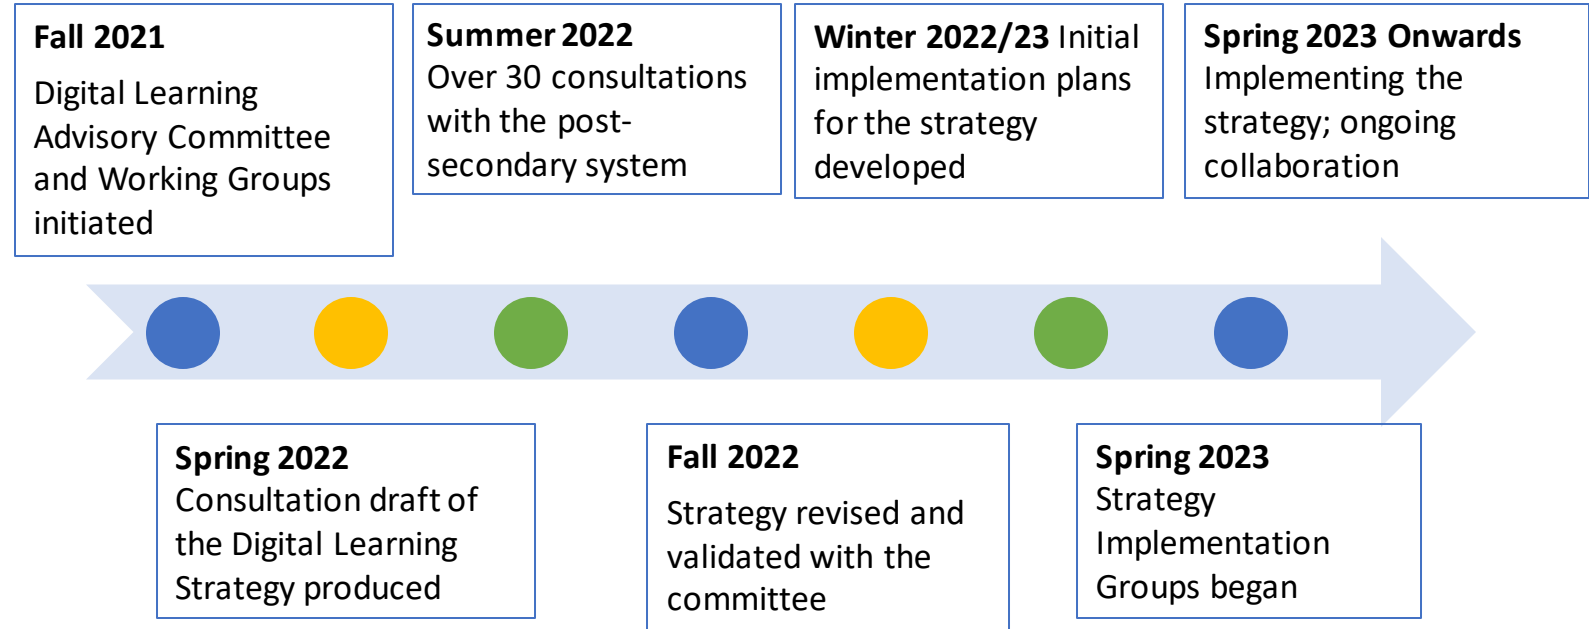 Fall 2021
Digital Learning
Advisory Committee
and Working Groups
initiated
Summer 2022
Over 30 consultations
with the post-
secondary system
Winter 2022/23 Initial
implementation plans
for the strategy
developed
Spring 2023 Onwards
Implementing the
strategy; ongoing
collaboration
Spring 2022
Consultation draft of
the Digital Learning
Strategy produced
Fall 2022
Strategy revised and
validated with the
committee
Spring 2023
Strategy
Implementation
Groups began